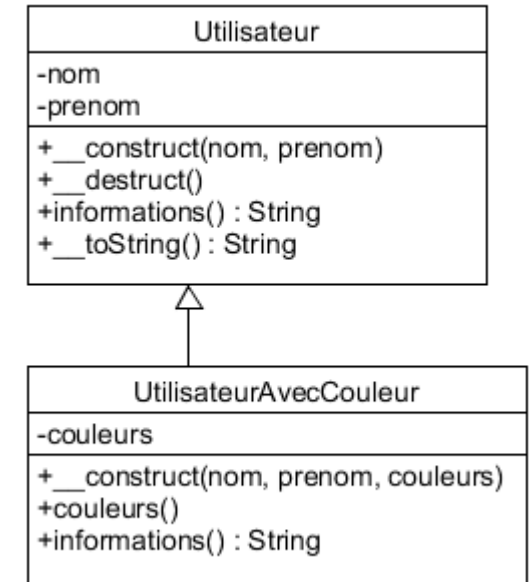 Utilisateur
-nom
-prenom
+__construct(nom, prenom)
+__destruct()
+informations() : String
+__toString() : String
UtilisateurAvecCouleur
-couleurs
+__construct(nom, prenom, couleurs)
+couleurs()
+informations() : String